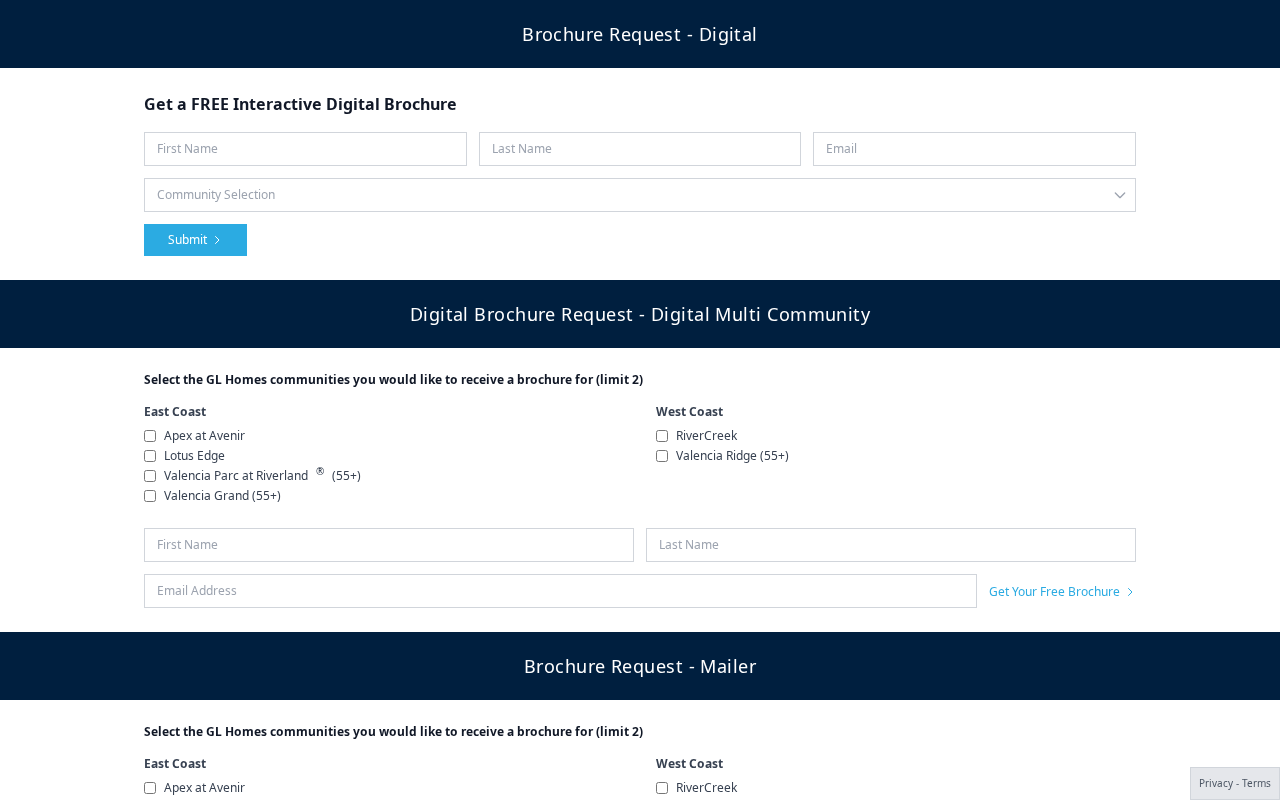 Brochure Request - Digital
Get a FREE Interactive Digital Brochure
First Name
Last Name
Email
Community Selection
Submit
Digital Brochure Request - Digital Multi Community
Select the GL Homes communities you would like to receive a brochure for (limit 2)
East Coast
Apex at Avenir
Lotus Edge
Valencia Parc at Riverland ® (55+)
Valencia Grand (55+)
West Coast
RiverCreek
Valencia Ridge (55+)
First Name
Last Name
Email Address
Get Your Free Brochure
Brochure Request - Mailer
Select the GL Homes communities you would like to receive a brochure for (limit 2)
East Coast
Apex at Avenir
West Coast
RiverCreek
Privacy - Terms